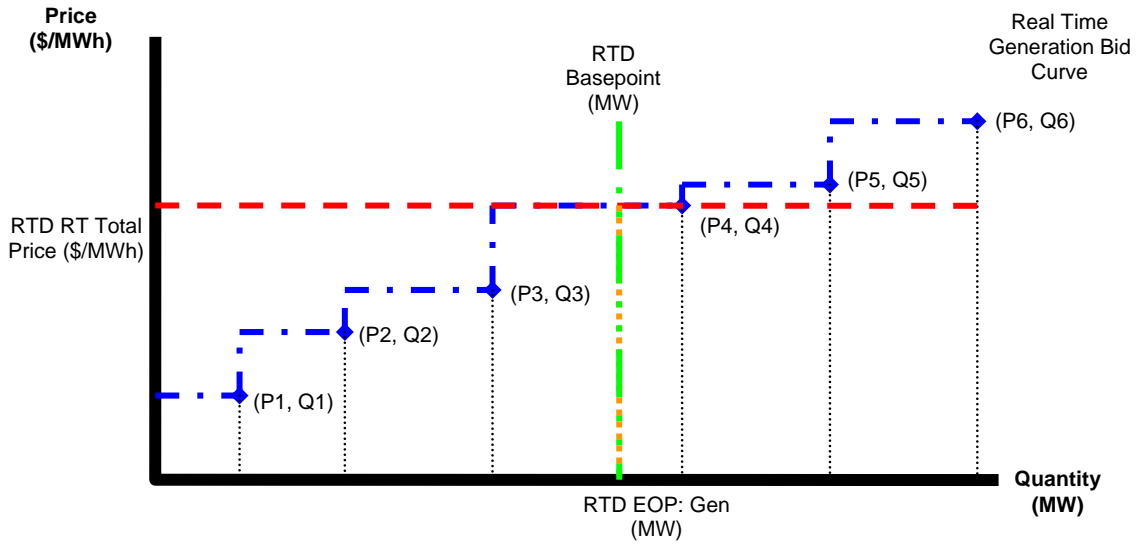 Price
($/MWh)
Real Time
Generation Bid
Curve
RTD
Basepoint
(MW)
(P6, Q6)
(P5, Q5)
(P4, Q4)
RTD RT Total
Price ($/MWh)
(P3, Q3)
(P2, Q2)
(P1, Q1)
Quantity
(MW)
RTD EOP: Gen
(MW)